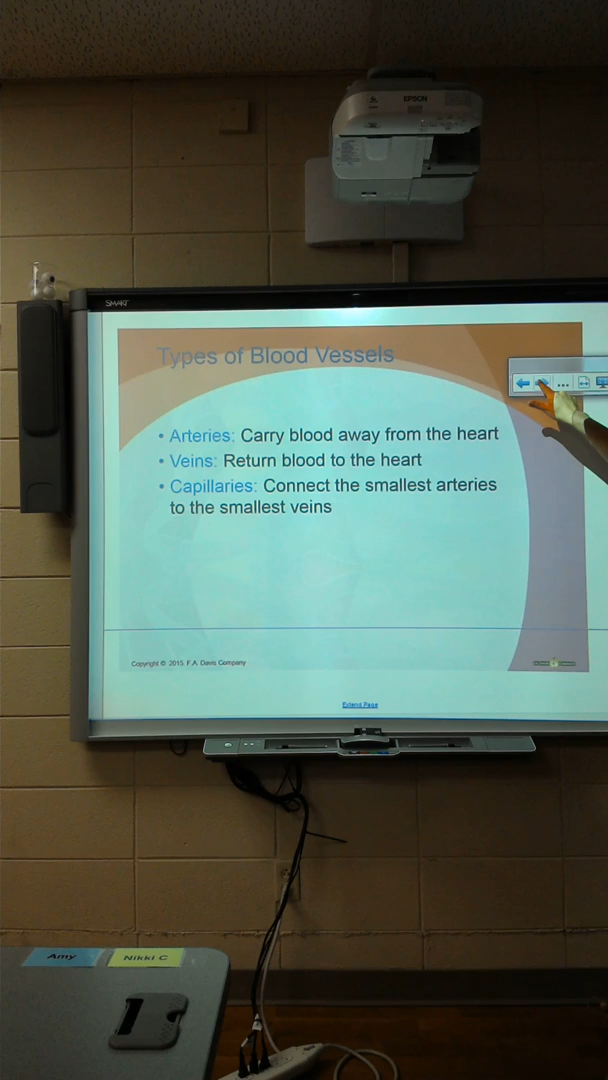 EPSON
SMART
Types of Blood Vessels
• Arteries: Carry blood away from the heart
• Veins: Return blood to the heart
• Capillaries: Connect the smallest arteries
to the smallest veins
Copyright © 2015. F.A. Davis Company
Extend Page
Amy
Nikki C